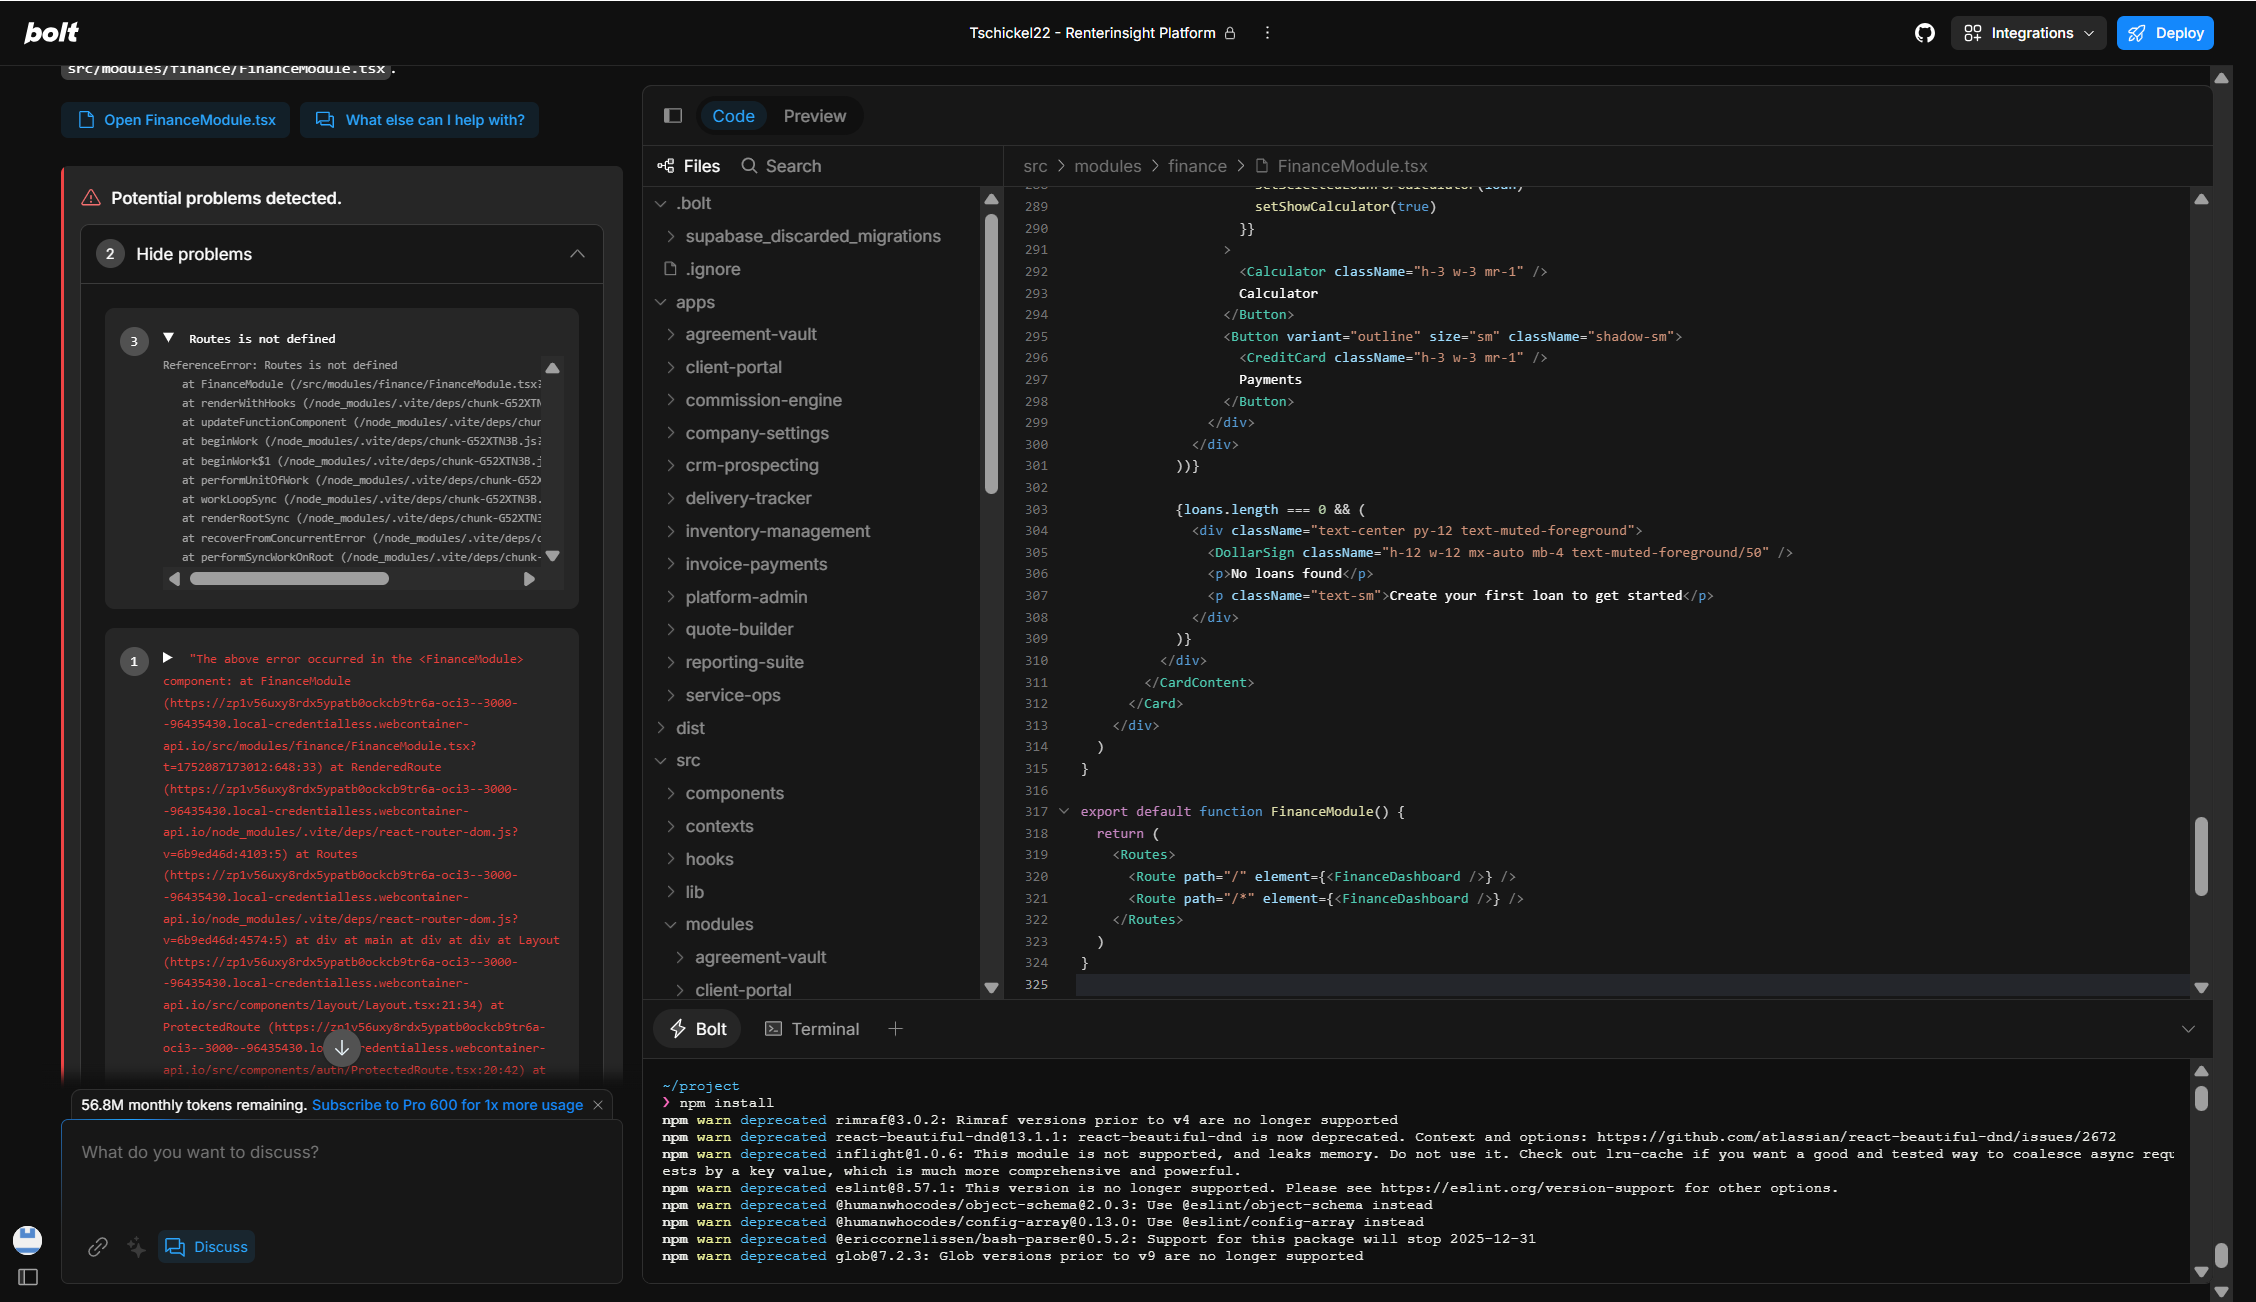 bolt
Tschickel22 - Renterinsight Platform
Integrations
Deploy
src/modules/finance/FinanceModule.tsx.
Open FinanceModule.tsx
What else can I help with?
Potential problems detected.
2 Hide problems
3 Routes is not defined
ReferenceError: Routes is not defined
at FinanceModule (/src/modules/finance/FinanceModule.tsx?
at renderWithHooks (/node_modules/.vite/deps/chunk-G52XTN
at updateFunctionComponent (/node_modules/.vite/deps/chun
at beginWork (/node_modules/.vite/deps/chunk-G52XTN3B.js?
at beginWork$1 (/node_modules/.vite/deps/chunk-G52XTN3B.j
at performUnitOfWork (/node_modules/.vite/deps/chunk-G52X
at workLoopSync (/node_modules/.vite/deps/chunk-G52XTN3B.
at renderRootSync (/node_modules/.vite/deps/chunk-G52XTN3
at recoverFromConcurrentError (/node_modules/.vite/deps/c
at performSyncWorkOnRoot (/node_modules/.vite/deps/chunk-
1 "The above error occurred in the <FinanceModule>
component: at FinanceModule
(https://zp1v56uxy8rdx5ypatb0ockcb9tr6a-oci3--3000-
-96435430.local-credentialless.webcontainer-
api.io/src/modules/finance/FinanceModule.tsx?
t=1752087173012:648:33) at RenderedRoute
(https://zp1v56uxy8rdx5ypatb0ockcb9tr6a-oci3--3000-
-96435430.local-credentialless.webcontainer-
api.io/node_modules/.vite/deps/react-router-dom.js?
v=6b9ed46d:4103:5) at Routes
(https://zp1v56uxy8rdx5ypatb0ockcb9tr6a-oci3--3000-
-96435430.local-credentialless.webcontainer-
api.io/node_modules/.vite/deps/react-router-dom.js?
v=6b9ed46d:4574:5) at div at main at div at div at Layout
(https://zp1v56uxy8rdx5ypatb0ockcb9tr6a-oci3--3000-
-96435430.local-credentialless.webcontainer-
api.io/src/components/layout/Layout.tsx:21:34) at
ProtectedRoute (https://zp1v56uxy8rdx5ypatb0ockcb9tr6a-
oci3--3000--96435430.lo redentialless.webcontainer-
api.io/src/components/auth/ProtectedRoute.tsx:20:42) at
56.8M monthly tokens remaining. Subscribe to Pro 600 for 1x more usage
What do you want to discuss?
Discuss
Code
Preview
Files
Search
.bolt
supabase_discarded_migrations
.ignore
apps
agreement-vault
client-portal
commission-engine
company-settings
crm-prospecting
delivery-tracker
inventory-management
invoice-payments
platform-admin
quote-builder
reporting-suite
service-ops
dist
src
components
contexts
hooks
lib
modules
agreement-vault
client-portal
src > modules > finance > FinanceModule.tsx
288 setSelectedLoanForCalculator(loan)
289 setShowCalculator(true)
290 }}
291 >
292 <Calculator className="h-3 w-3 mr-1" />
293 Calculator
294 </Button>
295 <Button variant="outline" size="sm" className="shadow-sm">
296 <CreditCard className="h-3 w-3 mr-1" />
297 Payments
298 </Button>
299 </div>
300 </div>
301 ))}
302
303 {loans.length === 0 && (
304 <div className="text-center py-12 text-muted-foreground">
305 <DollarSign className="h-12 w-12 mx-auto mb-4 text-muted-foreground/50" />
306 <p>No loans found</p>
307 <p className="text-sm">Create your first loan to get started</p>
308 </div>
309 )}
310 </div>
311 </CardContent>
312 </Card>
313 </div>
314 )
315 }
316
317 export default function FinanceModule() {
318 return (
319 <Routes>
320 <Route path="/" element={<FinanceDashboard />} />
321 <Route path="/*" element={<FinanceDashboard />} />
322 </Routes>
323 )
324 }
325
Bolt
Terminal
~/project
❯ npm install
npm warn deprecated rimraf@3.0.2: Rimraf versions prior to v4 are no longer supported
npm warn deprecated react-beautiful-dnd@13.1.1: react-beautiful-dnd is now deprecated. Context and options: https://github.com/atlassian/react-beautiful-dnd/issues/2672
npm warn deprecated inflight@1.0.6: This module is not supported, and leaks memory. Do not use it. Check out lru-cache if you want a good and tested way to coalesce async requ
ests by a key value, which is much more comprehensive and powerful.
npm warn deprecated eslint@8.57.1: This version is no longer supported. Please see https://eslint.org/version-support for other options.
npm warn deprecated @humanwhocodes/object-schema@2.0.3: Use @eslint/object-schema instead
npm warn deprecated @humanwhocodes/config-array@0.13.0: Use @eslint/config-array instead
npm warn deprecated @ericcornelissen/bash-parser@0.5.2: Support for this package will stop 2025-12-31
npm warn deprecated glob@7.2.3: Glob versions prior to v9 are no longer supported